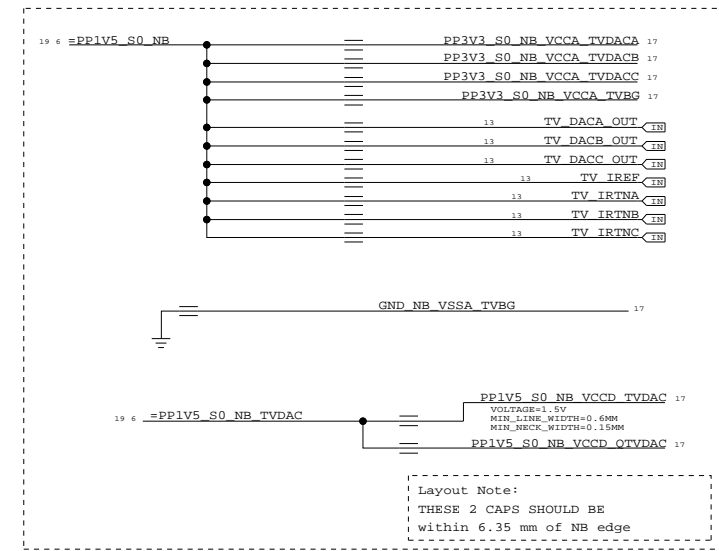 19 6 =PP1V5_S0_NB
PP3V3_S0_NB_VCCA_TVDACA 17
PP3V3_S0_NB_VCCA_TVDACB 17
PP3V3_S0_NB_VCCA_TVDACC 17
PP3V3_S0_NB_VCCA_TVBG 17
13 TV_DACA_OUT IN
13 TV_DACB_OUT IN
13 TV_DACC_OUT IN
13 TV_IREF IN
13 TV_IRTNA IN
13 TV_IRTNB IN
13 TV_IRTNC IN
GND_NB_VSSA_TVBG 17
PP1V5_S0_NB_VCCD_TVDAC 17
VOLTAGE=1.5V
MIN_LINE_WIDTH=0.6MM
MIN_NECK_WIDTH=0.15MM
19 6 =PP1V5_S0_NB_TVDAC
PP1V5_S0_NB_VCCD_QTVDAC 17
Layout Note:
THESE 2 CAPS SHOULD BE
within 6.35 mm of NB edge